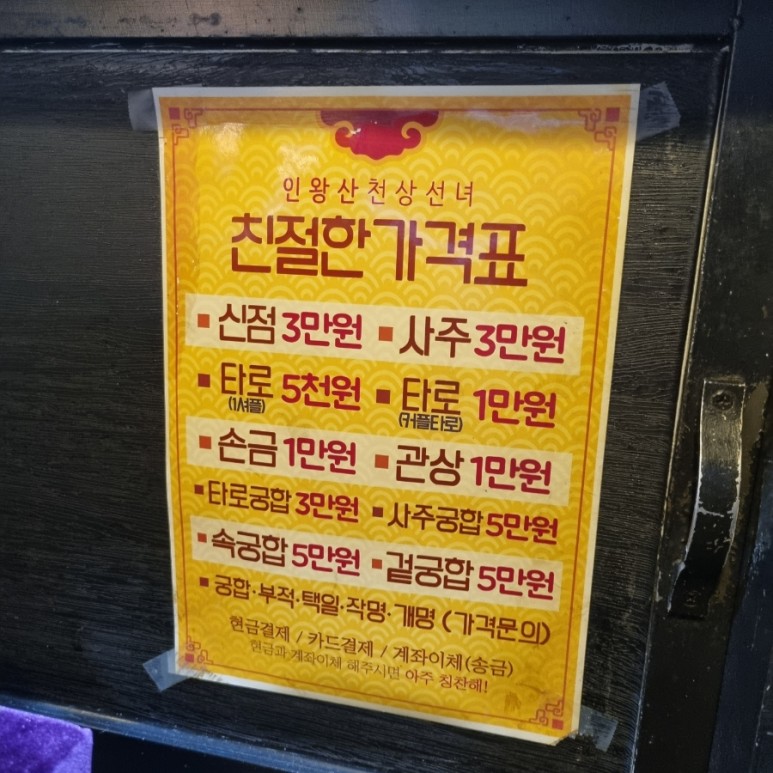 인왕산천상선녀
친절한 가격표
▪ 신점 3만원 ▪ 사주 3만원
▪ 타로 5천원 ▪ 타로 1만원
(1셔플) (커플타로)
▪ 손금 1만원 ▪ 관상 1만원
▪ 타로궁합 3만원 ▪ 사주궁합 5만원
▪ 속궁합 5만원 ▪ 겉궁합 5만원
▪ 궁합·부적·택일·작명·개명 (가격문의)
현금결제 / 카드결제 / 계좌이체(송금)
현금과 계좌이체 해주시면 아주 칭찬해!